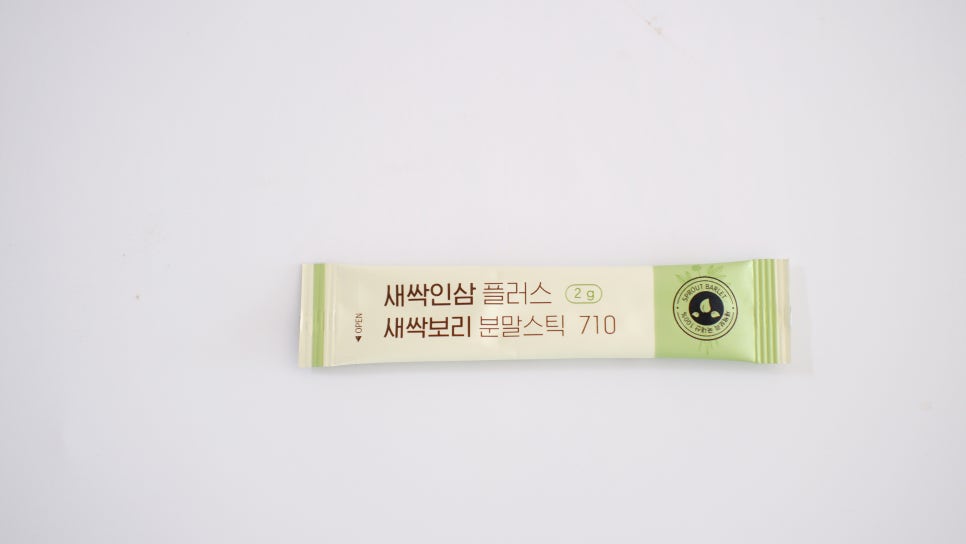 새싹인삼 플러스 2 g
새싹보리 분말스틱 710
◀ OPEN
SPROUT BARLEY